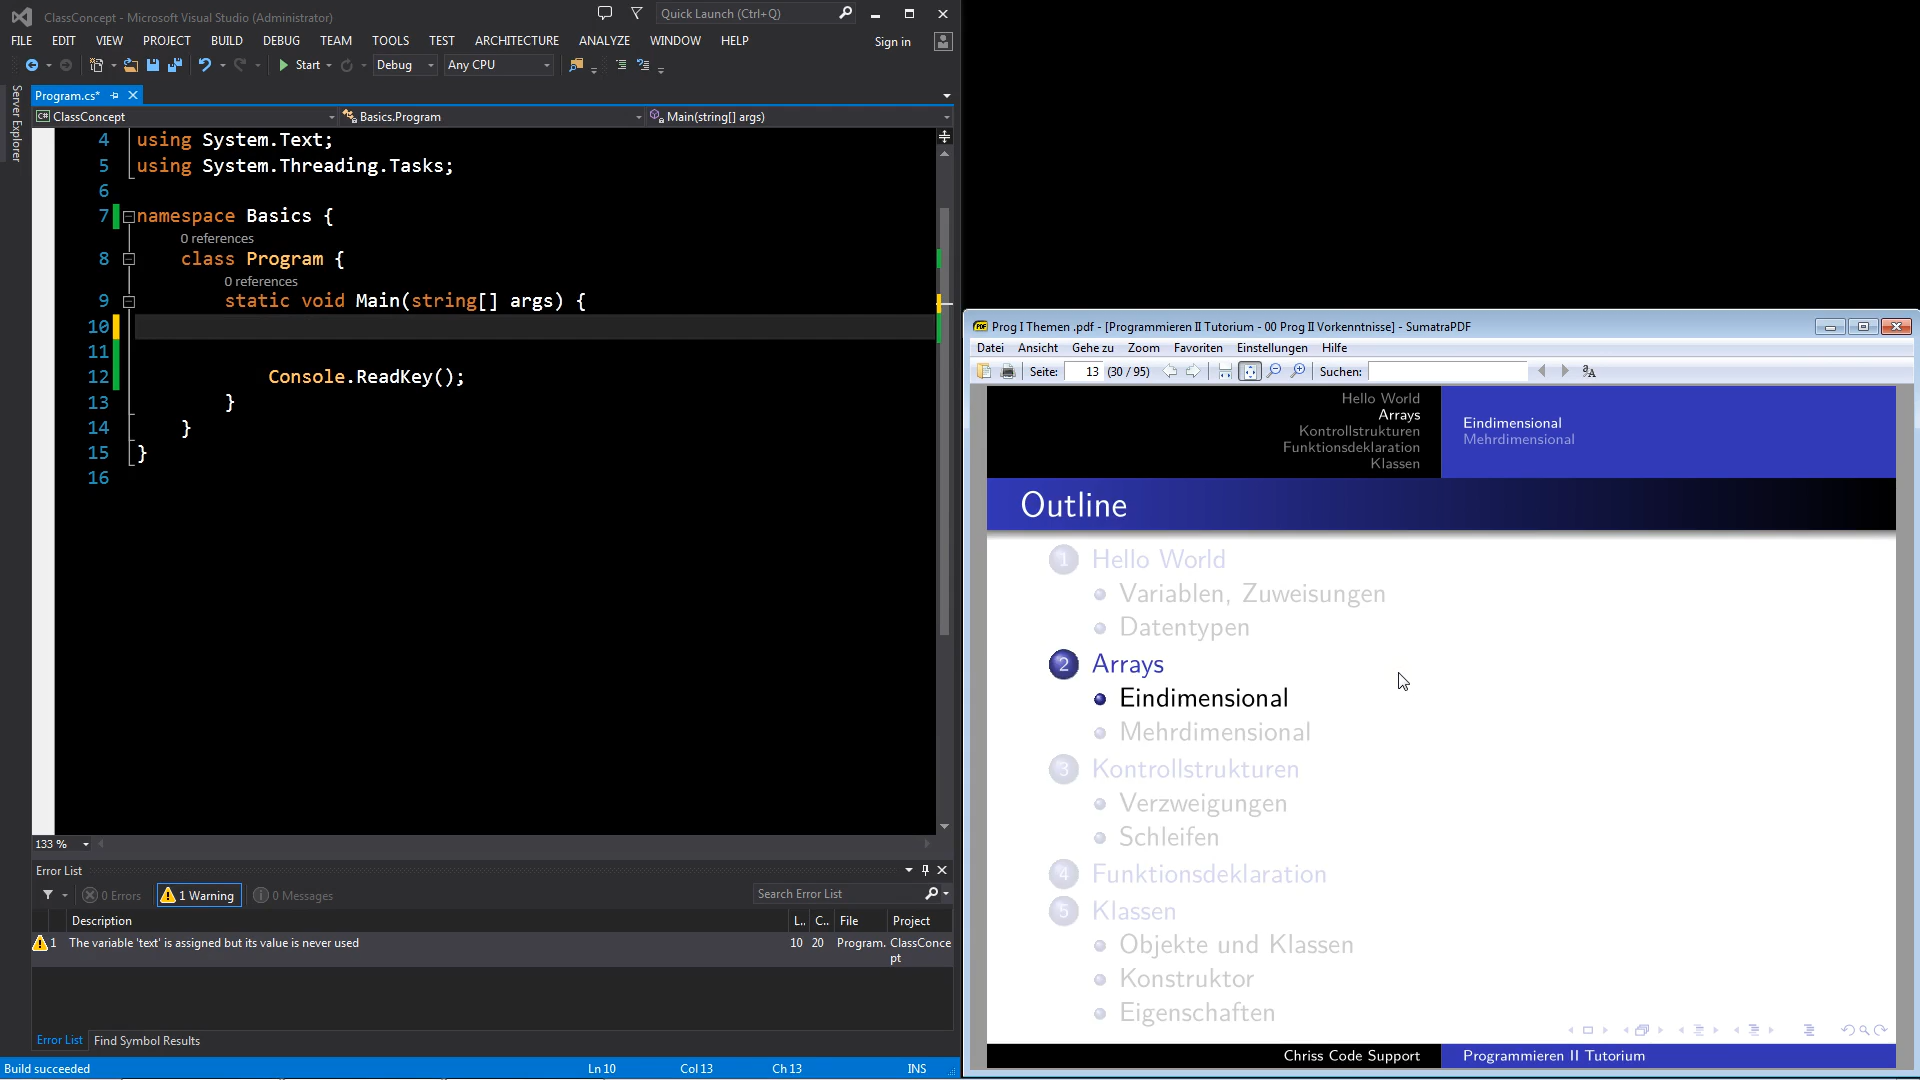 ClassConcept - Microsoft Visual Studio (Administrator)
Quick Launch (Ctrl+Q)
FILE EDIT VIEW PROJECT BUILD DEBUG TEAM TOOLS TEST ARCHITECTURE ANALYZE WINDOW HELP
Sign in
Start Debug Any CPU
Server Explorer
Program.cs*
ClassConcept Basics.Program Main(string[] args)
4 using System.Text;
5 using System.Threading.Tasks;
6
7 namespace Basics {
0 references
8 class Program {
0 references
9 static void Main(string[] args) {
10
11
12 Console.ReadKey();
13 }
14 }
15 }
16
133 %
Error List
0 Errors 1 Warning 0 Messages Search Error List
Description L.. C.. File Project
1 The variable 'text' is assigned but its value is never used 10 20 Program. ClassConce
pt
Error List Find Symbol Results
Build succeeded Ln 10 Col 13 Ch 13 INS
Prog I Themen .pdf - [Programmieren II Tutorium - 00 Prog II Vorkenntnisse] - SumatraPDF
Datei Ansicht Gehe zu Zoom Favoriten Einstellungen Hilfe
Seite: 13 (30 / 95) Suchen:
Hello World
Arrays
Kontrollstrukturen
Funktionsdeklaration
Klassen
Eindimensional
Mehrdimensional
Outline
1 Hello World
Variablen, Zuweisungen
Datentypen
2 Arrays
Eindimensional
Mehrdimensional
3 Kontrollstrukturen
Verzweigungen
Schleifen
4 Funktionsdeklaration
5 Klassen
Objekte und Klassen
Konstruktor
Eigenschaften
Chriss Code Support Programmieren II Tutorium